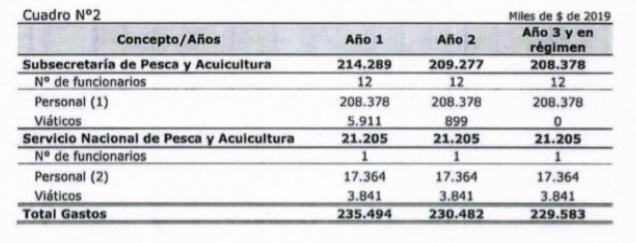 Cuadro Nº2 Miles de $ de 2019
Concepto/Años Año 1 Año 2 Año 3 y en régimen
Subsecretaría de Pesca y Acuicultura 214.289 209.277 208.378
Nº de funcionarios 12 12 12
Personal (1) 208.378 208.378 208.378
Viáticos 5.911 899 0
Servicio Nacional de Pesca y Acuicultura 21.205 21.205 21.205
Nº de funcionarios 1 1 1
Personal (2) 17.364 17.364 17.364
Viáticos 3.841 3.841 3.841
Total Gastos 235.494 230.482 229.583